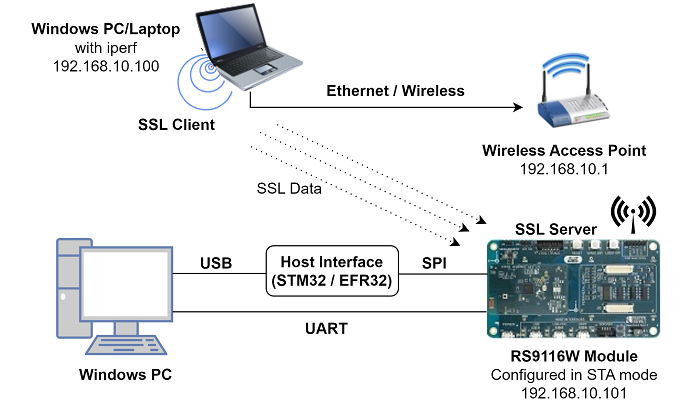 Windows PC/Laptop
with iperf
192.168.10.100
SSL Client
Ethernet / Wireless
Wireless Access Point
192.168.10.1
SSL Data
SSL Server
USB
Host Interface
(STM32 / EFR32)
SPI
UART
Windows PC
RS9116W Module
Configured in STA mode
192.168.10.101